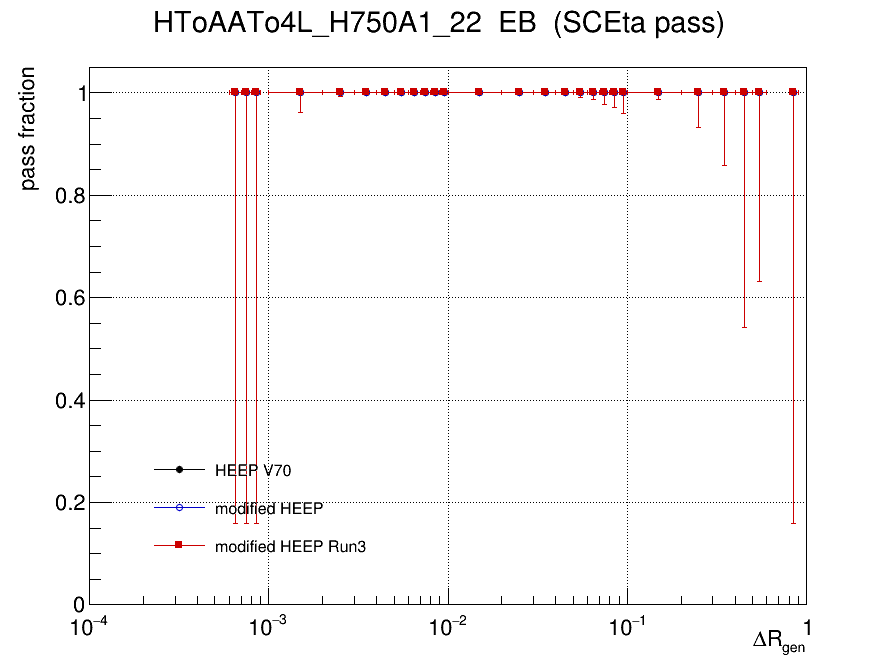 HToAATo4L_H750A1_22 EB (SCEta pass)
pass fraction
1
0.8
0.6
0.4
0.2
0
HEEP V70
modified HEEP
modified HEEP Run3
10⁻⁴ 10⁻³ 10⁻² 10⁻¹ 1
ΔR_gen